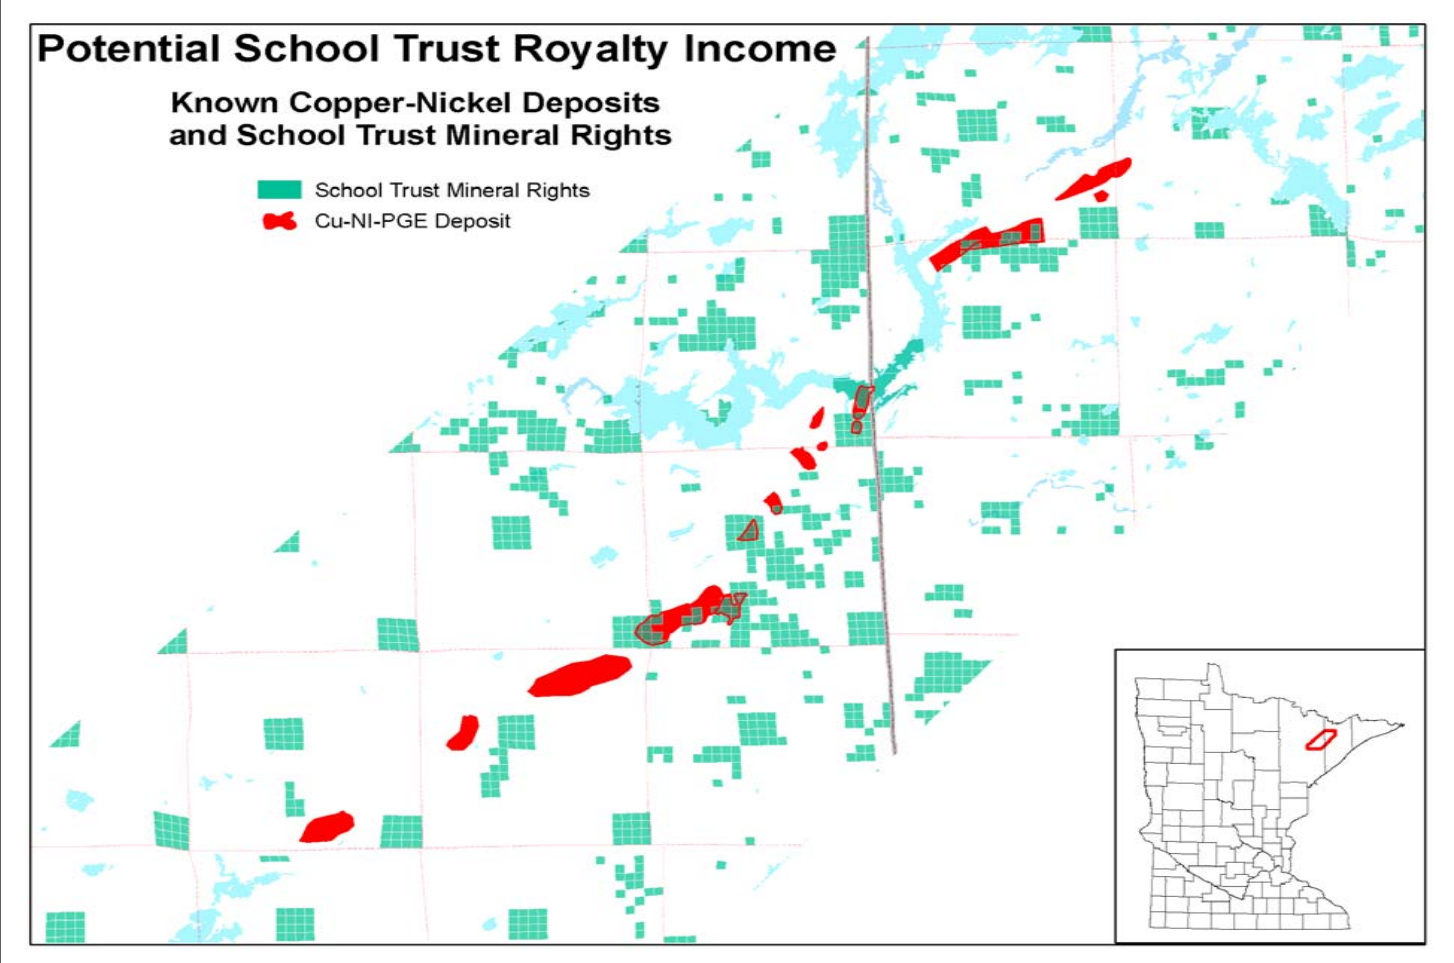 Potential School Trust Royalty Income
Known Copper-Nickel Deposits
and School Trust Mineral Rights
School Trust Mineral Rights
Cu-NI-PGE Deposit